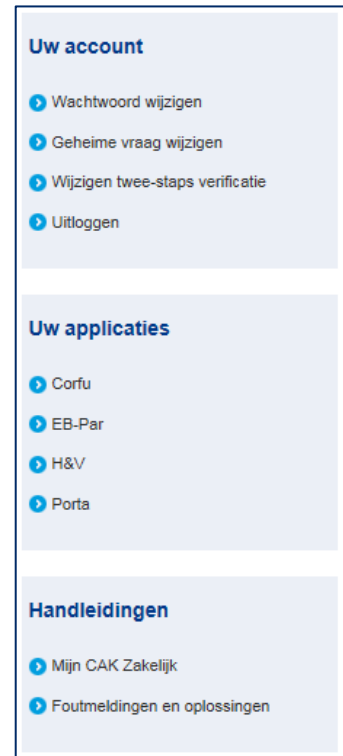 Uw account
Wachtwoord wijzigen
Geheime vraag wijzigen
Wijzigen twee-staps verificatie
Uitloggen
Uw applicaties
Corfu
EB-Par
H&V
Porta
Handleidingen
Mijn CAK Zakelijk
Foutmeldingen en oplossingen